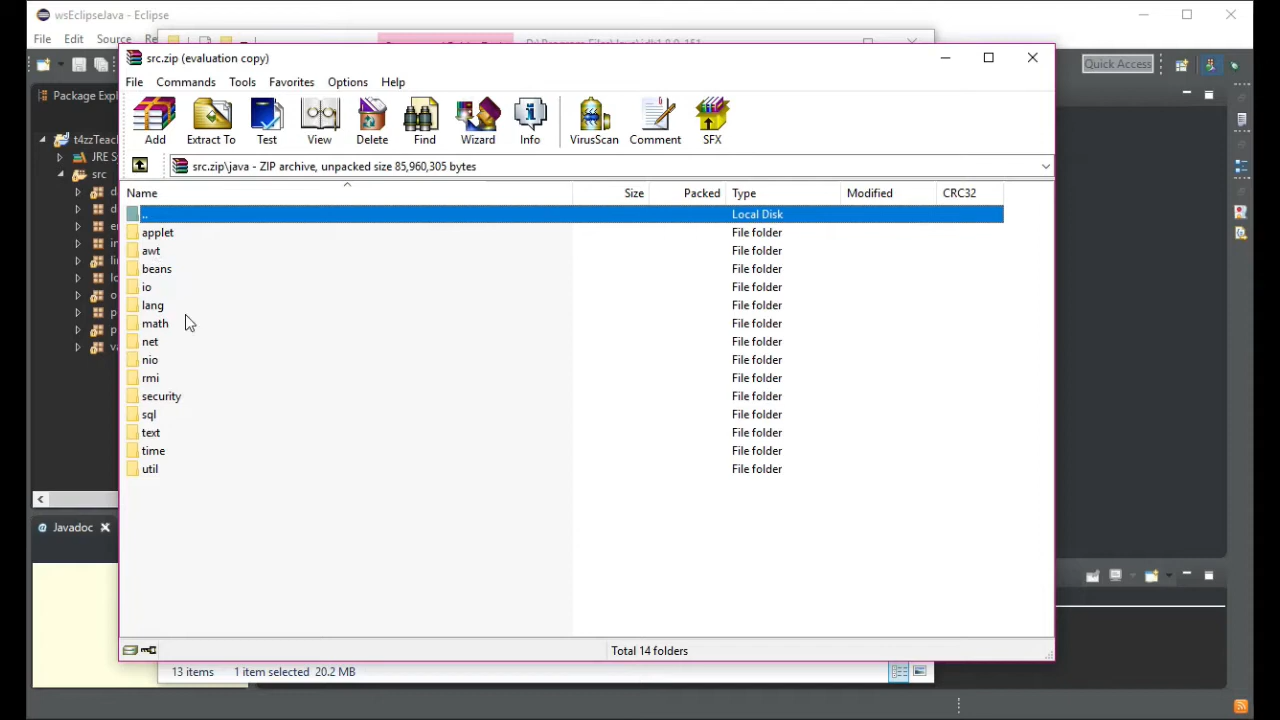 wsEclipseJava - Eclipse
File Edit Source
Quick Access
Package Expl
t4zzTeac
JRE S
src
Javadoc
src.zip (evaluation copy)
File Commands Tools Favorites Options Help
Add Extract To Test View Delete Find Wizard Info VirusScan Comment SFX
src.zip\java - ZIP archive, unpacked size 85,960,305 bytes
Name Size Packed Type Modified CRC32
.. Local Disk
applet File folder
awt File folder
beans File folder
io File folder
lang File folder
math File folder
net File folder
nio File folder
rmi File folder
security File folder
sql File folder
text File folder
time File folder
util File folder
Total 14 folders
13 items 1 item selected 20.2 MB